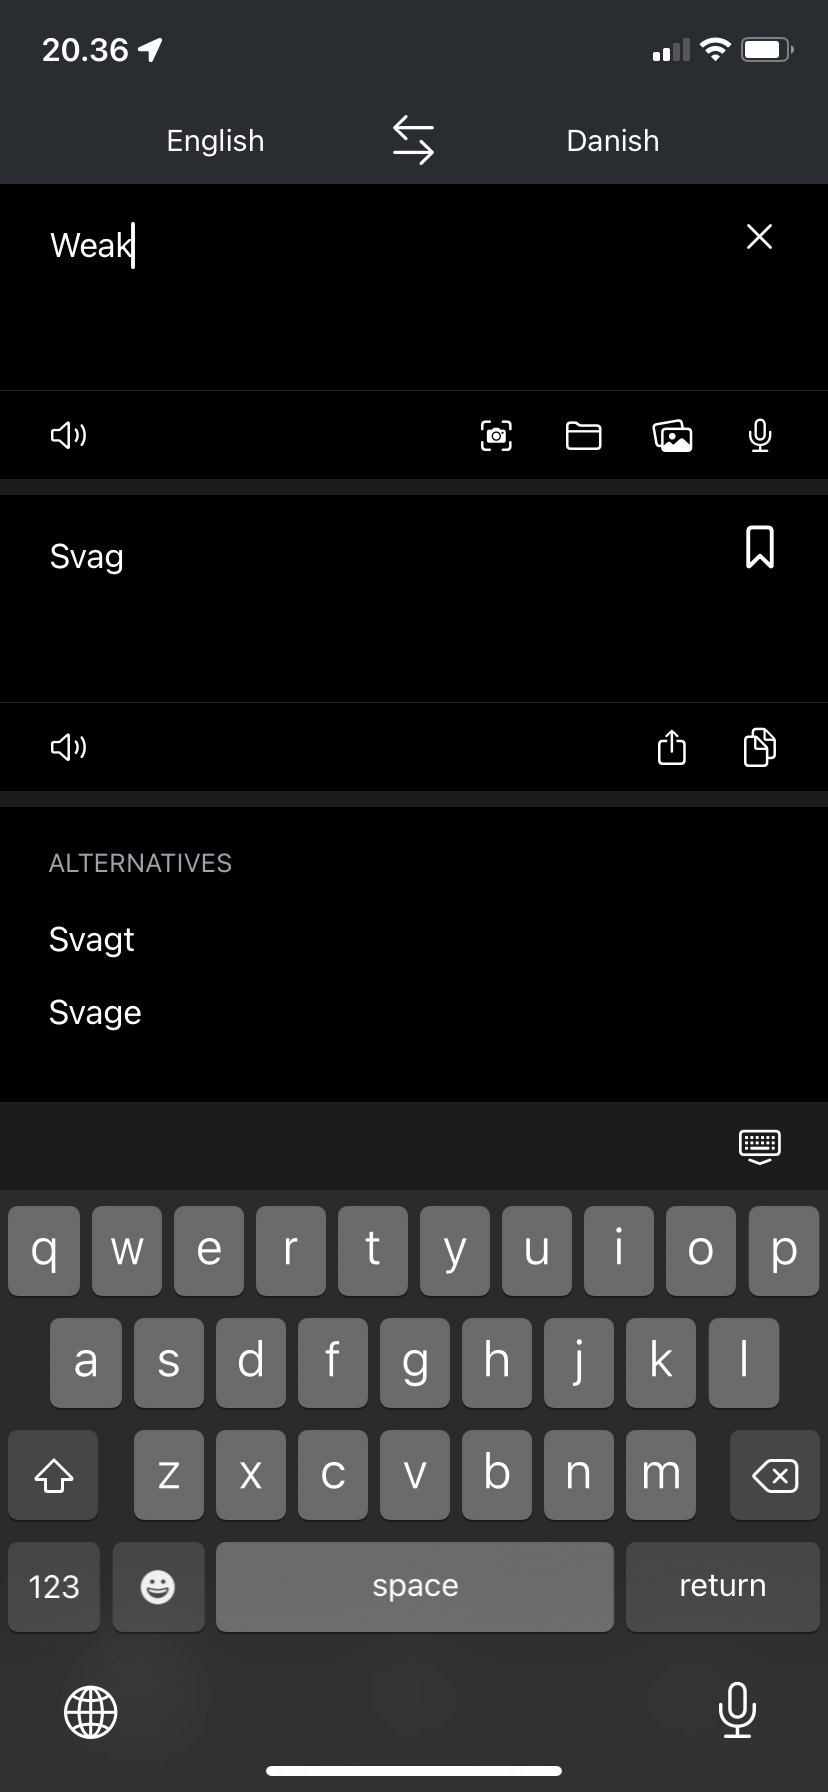 20.36
English Danish
Weak
Svag
ALTERNATIVES
Svagt
Svage
q w e r t y u i o p
a s d f g h j k l
z x c v b n m
123 space return